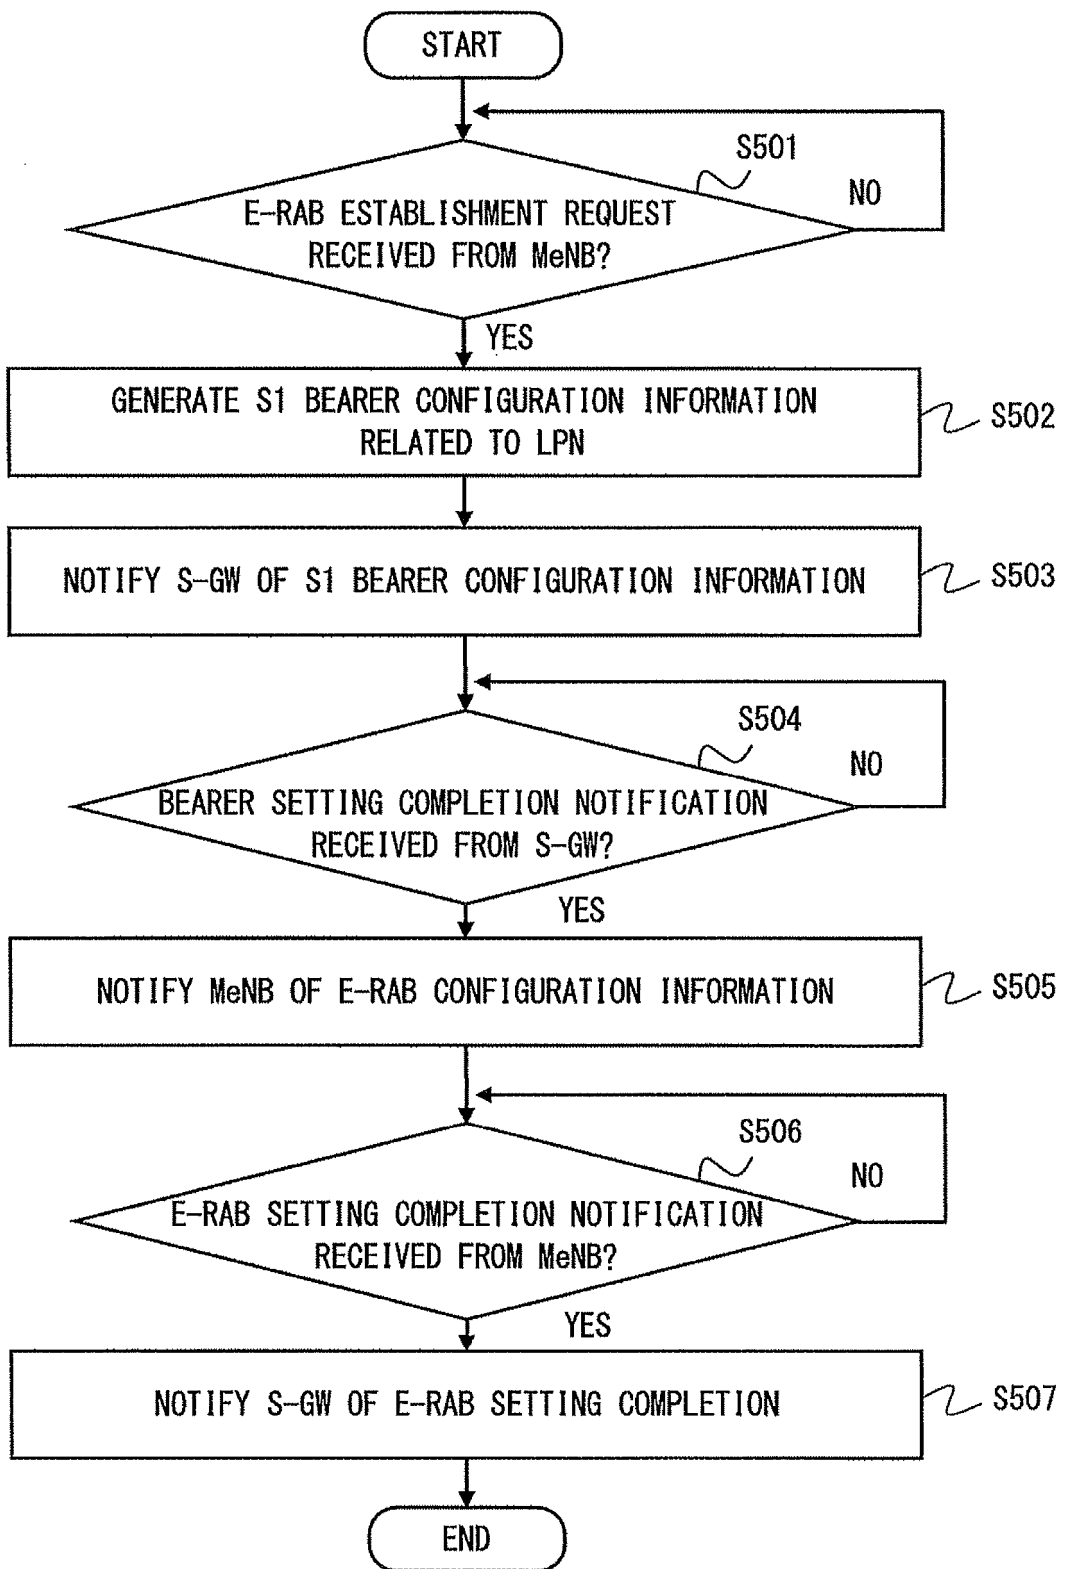 START
S501
NO
E-RAB ESTABLISHMENT REQUEST
RECEIVED FROM MeNB?
YES
GENERATE S1 BEARER CONFIGURATION INFORMATION
RELATED TO LPN
S502
NOTIFY S-GW OF S1 BEARER CONFIGURATION INFORMATION
S503
S504
NO
BEARER SETTING COMPLETION NOTIFICATION
RECEIVED FROM S-GW?
YES
NOTIFY MeNB OF E-RAB CONFIGURATION INFORMATION
S505
S506
NO
E-RAB SETTING COMPLETION NOTIFICATION
RECEIVED FROM MeNB?
YES
NOTIFY S-GW OF E-RAB SETTING COMPLETION
S507
END